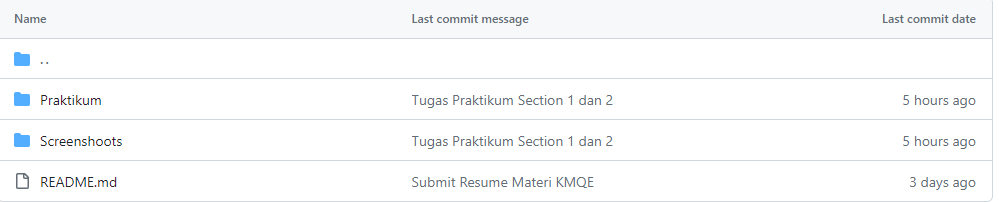 Name Last commit message Last commit date
..
Praktikum Tugas Praktikum Section 1 dan 2 5 hours ago
Screenshoots Tugas Praktikum Section 1 dan 2 5 hours ago
README.md Submit Resume Materi KMQE 3 days ago